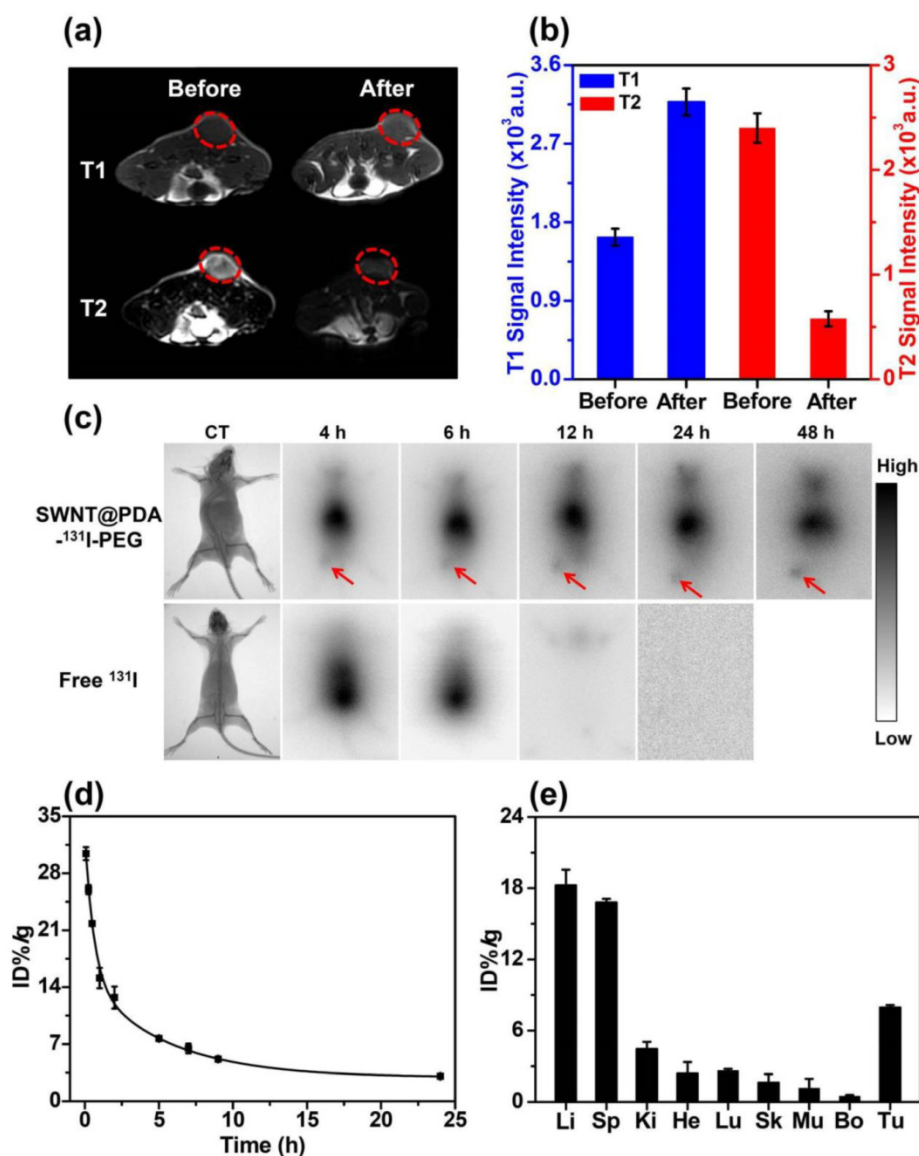 (a)
Before After
T1
T2
(b)
T1
T2
T1 Signal Intensity (x10³ a.u.)
3.6
2.7
1.8
0.9
0.0
T2 Signal Intensity (x10³ a.u.)
3
2
1
0
Before After Before After
(c)
CT 4 h 6 h 12 h 24 h 48 h
SWNT@PDA
-¹³¹I-PEG
Free ¹³¹I
High
Low
(d)
ID%/g
35
28
21
14
7
0
0 5 10 15 20 25
Time (h)
(e)
ID%/g
24
18
12
6
0
Li Sp Ki He Lu Sk Mu Bo Tu